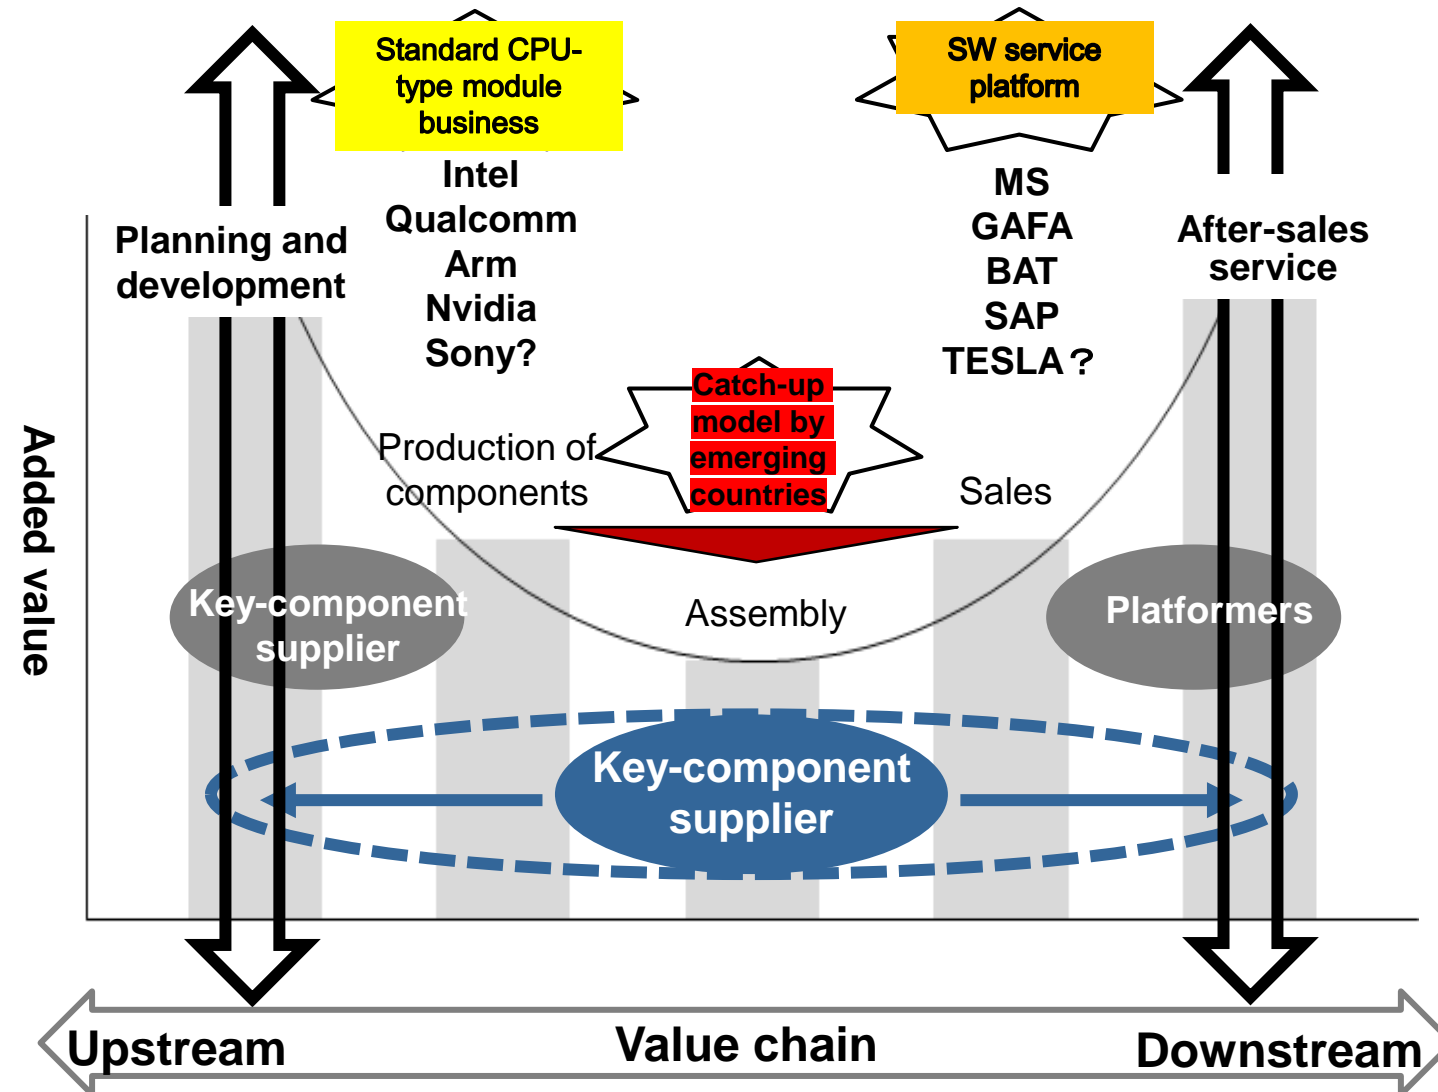 Standard CPU-
type module
business
SW service
platform
Intel
Qualcomm
Arm
Nvidia
Sony?
MS
GAFA
BAT
SAP
TESLA？
Planning and
development
After-sales
service
Catch-up
model by
emerging
countries
Production of
components
Sales
Added value
Assembly
Key-component
supplier
Platformers
Key-component
supplier
Upstream
Value chain
Downstream